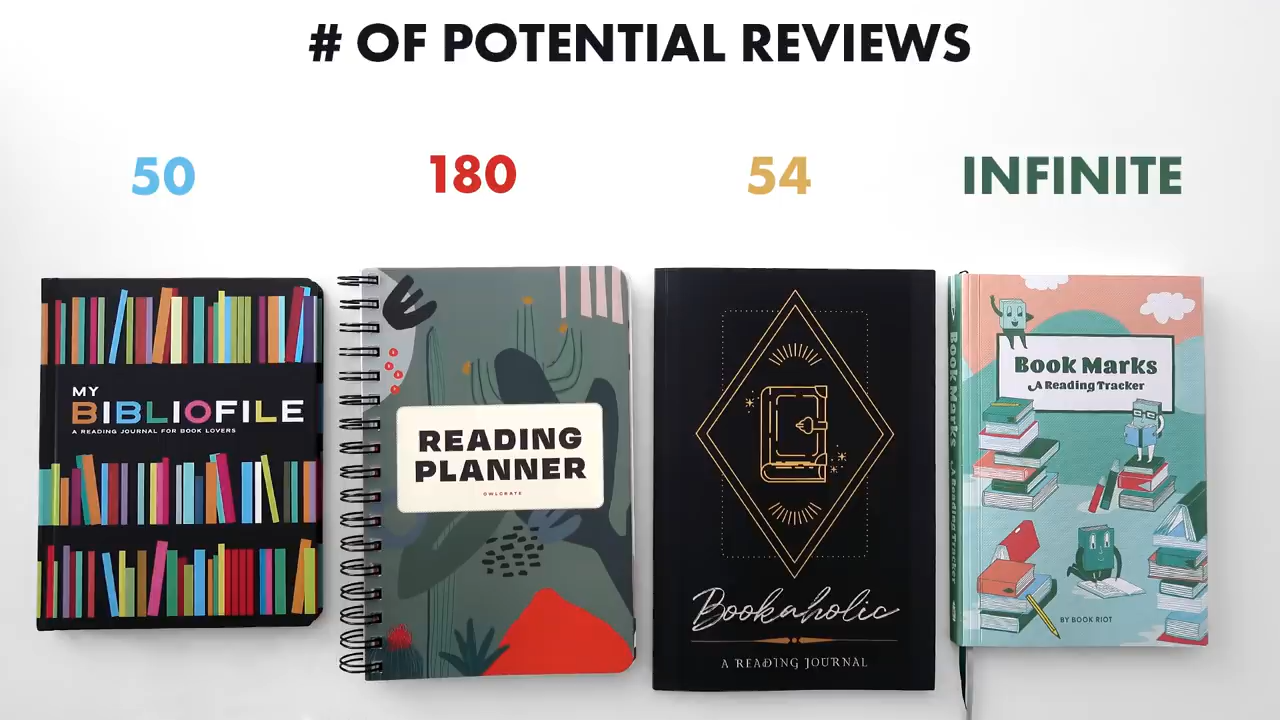 # OF POTENTIAL REVIEWS
50
180
54
INFINITE
MY
BIBLIOFILE
A READING JOURNAL FOR BOOK LOVERS
READING
PLANNER
OWLCRATE
Bookaholic
A READING JOURNAL
BOOK MARKS A Reading Tracker
Book Marks
A Reading Tracker
BY BOOK RIOT